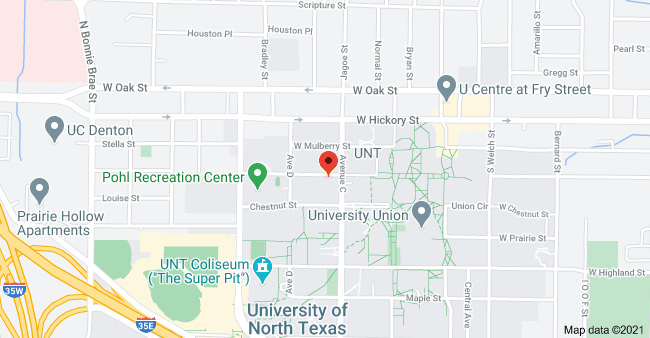 Scripture St
Houston Pl
Houston Pl
N Bonnie Brae St
Bradley St
Jagoe St
Normal St
Bryan St
Amarillo St
Pearl St
Gregg St
W Oak St
W Oak St
U Centre at Fry Street
W Hickory St
UC Denton
Stella St
W Mulberry St
UNT
Ave D
Avenue C
S Welch St
Bernard St
Pohl Recreation Center
Louise St
Prairie Hollow
Apartments
Chestnut St
University Union
Union Cir
W Chestnut St
W Prairie St
UNT Coliseum
("The Super Pit")
Ave D
W Highland St
35W
35E
Maple St
Central Ave
University of
North Texas
Map data ©2021